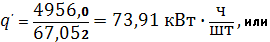 q' = 4956,0 / 67,052 = 73,91 кВт · ч / шт, или